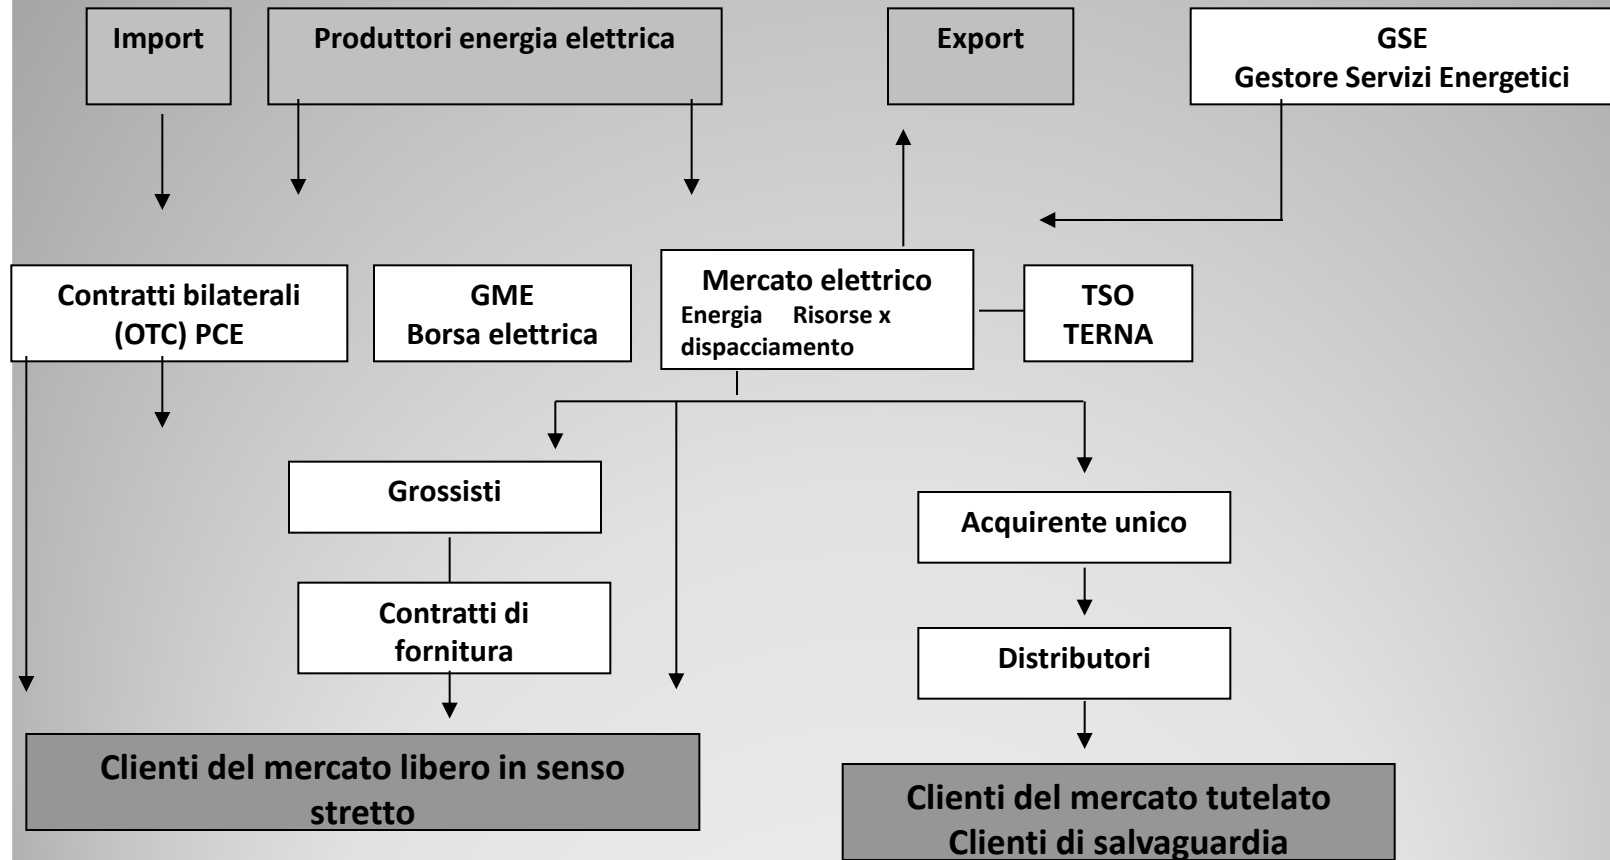 Import
Produttori energia elettrica
Export
GSE
Gestore Servizi Energetici
Contratti bilaterali
(OTC) PCE
GME
Borsa elettrica
Mercato elettrico
Energia Risorse x
dispacciamento
TSO
TERNA
Grossisti
Acquirente unico
Contratti di
fornitura
Distributori
Clienti del mercato libero in senso
stretto
Clienti del mercato tutelato
Clienti di salvaguardia